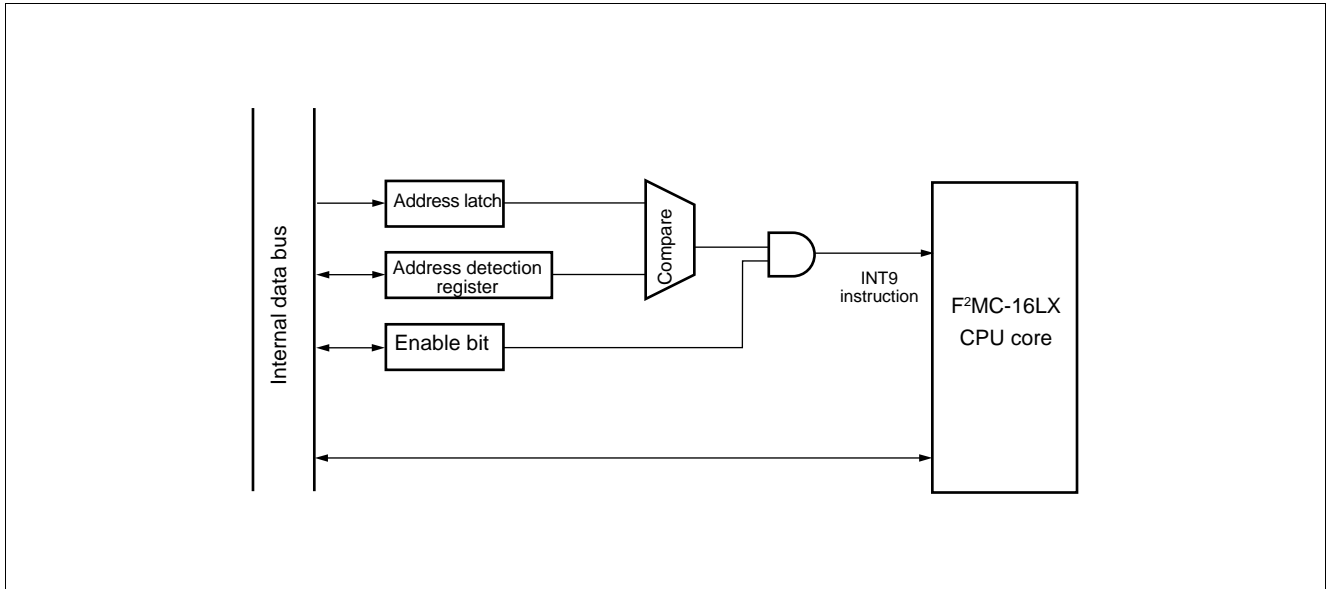 Internal data bus
Address latch
Address detection
register
Enable bit
Compare
INT9
instruction
F²MC-16LX
CPU core